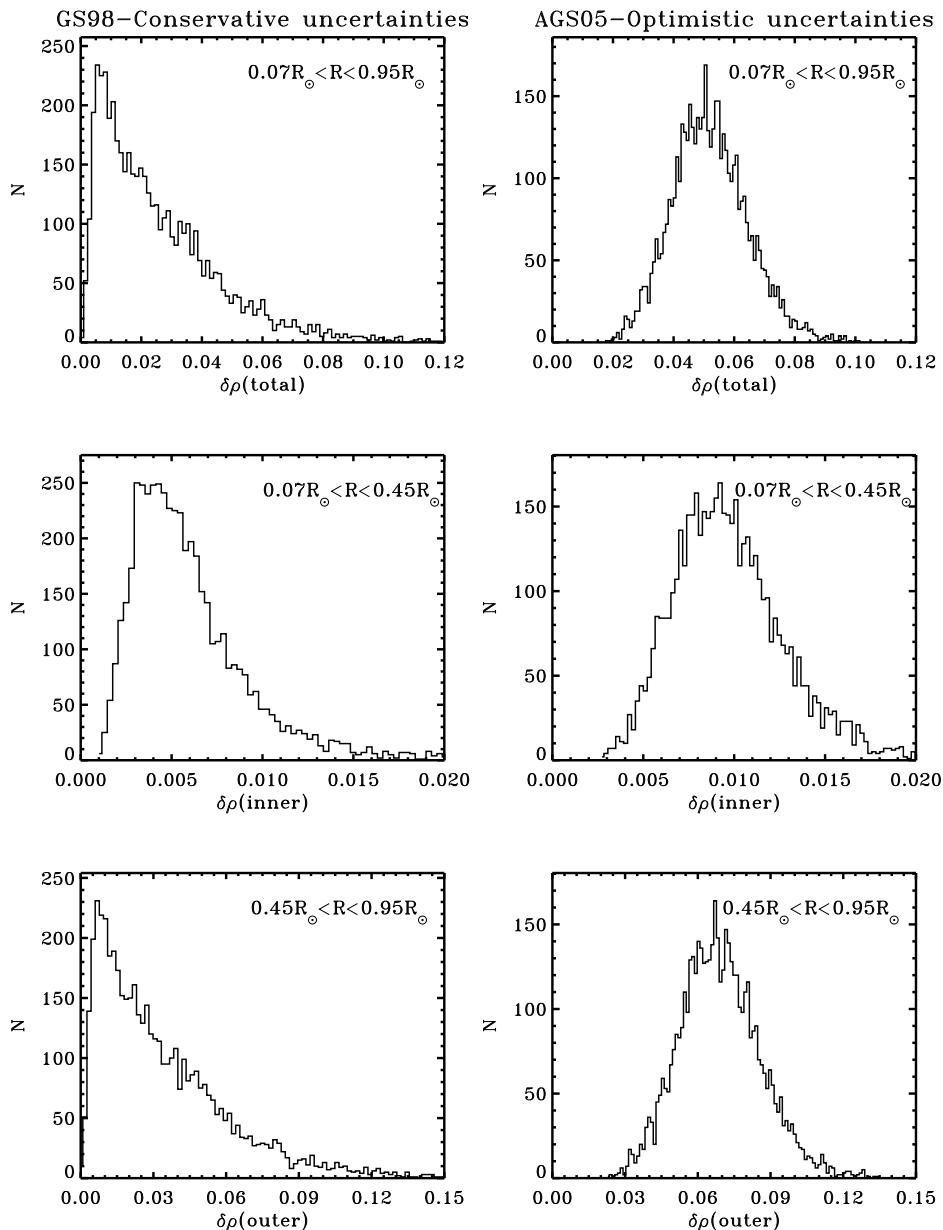 GS98−Conservative uncertainties
AGS05−Optimistic uncertainties
250
200
150
100
50
0
N
0.07R⊙<R<0.95R⊙
0.00 0.02 0.04 0.06 0.08 0.10 0.12
δρ(total)
150
100
50
0
N
0.07R⊙<R<0.95R⊙
0.00 0.02 0.04 0.06 0.08 0.10 0.12
δρ(total)
250
200
150
100
50
0
N
0.07R⊙<R<0.45R⊙
0.000 0.005 0.010 0.015 0.020
δρ(inner)
150
100
50
0
N
0.07R⊙<R<0.45R⊙
0.000 0.005 0.010 0.015 0.020
δρ(inner)
250
200
150
100
50
0
N
0.45R⊙<R<0.95R⊙
0.00 0.03 0.06 0.09 0.12 0.15
δρ(outer)
150
100
50
0
N
0.45R⊙<R<0.95R⊙
0.00 0.03 0.06 0.09 0.12 0.15
δρ(outer)